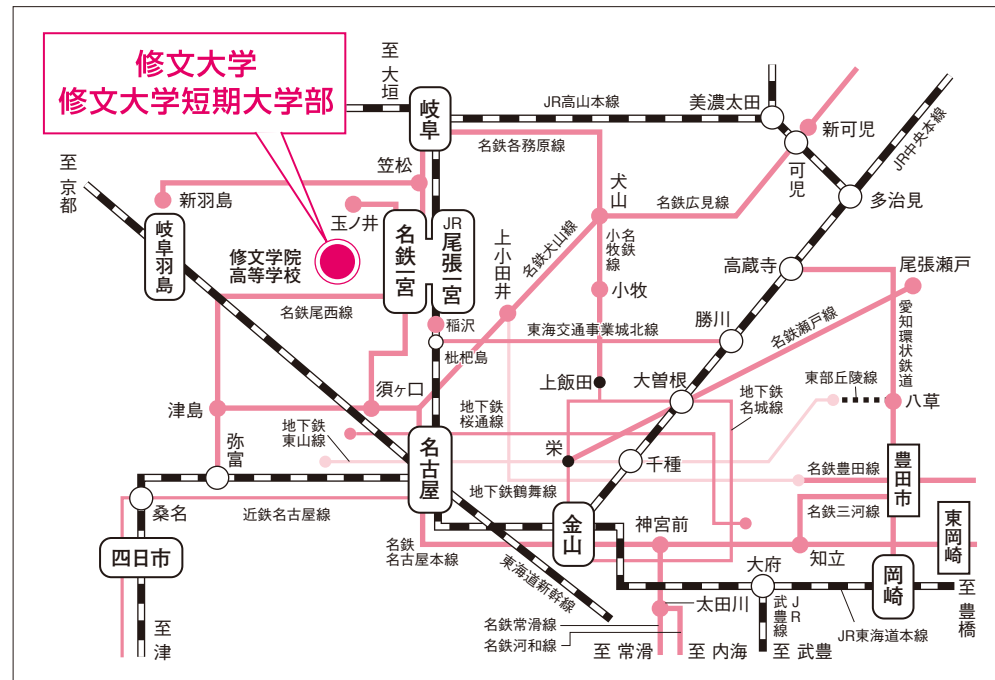 修文大学
修文大学短期大学部
至 大垣
岐阜
JR高山本線
美濃太田
新可児
JR中央本線
名鉄各務原線
可児
至 京都
笠松
新羽島
犬山
名鉄広見線
多治見
岐阜羽島
玉ノ井
修文学院
高等学校
名鉄一宮
JR
尾張一宮
上小田井
名鉄犬山線
名鉄
小牧線
高蔵寺
尾張瀬戸
小牧
名鉄尾西線
稲沢
勝川
名鉄瀬戸線
愛知環状鉄道
枇杷島
東海交通事業城北線
須ヶ口
上飯田
大曽根
東部丘陵線
津島
地下鉄
東山線
地下鉄
桜通線
地下鉄
名城線
八草
弥富
名古屋
栄
千種
名鉄豊田線
豊田市
桑名
近鉄名古屋線
地下鉄鶴舞線
金山
神宮前
名鉄三河線
東岡崎
四日市
名鉄
名古屋本線
東海道新幹線
知立
大府
岡崎
至 豊橋
至 津
太田川
JR
武豊線
JR東海道本線
名鉄常滑線
名鉄河和線
至 常滑
至 内海
至 武豊